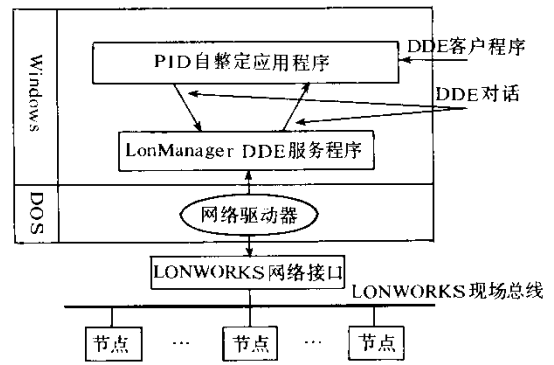 DDE客户程序
PID自整定应用程序
DDE对话
Windows
LonManager DDE服务程序
DOS
网络驱动器
LONWORKS网络接口
LONWORKS现场总线
节点 … 节点 … 节点